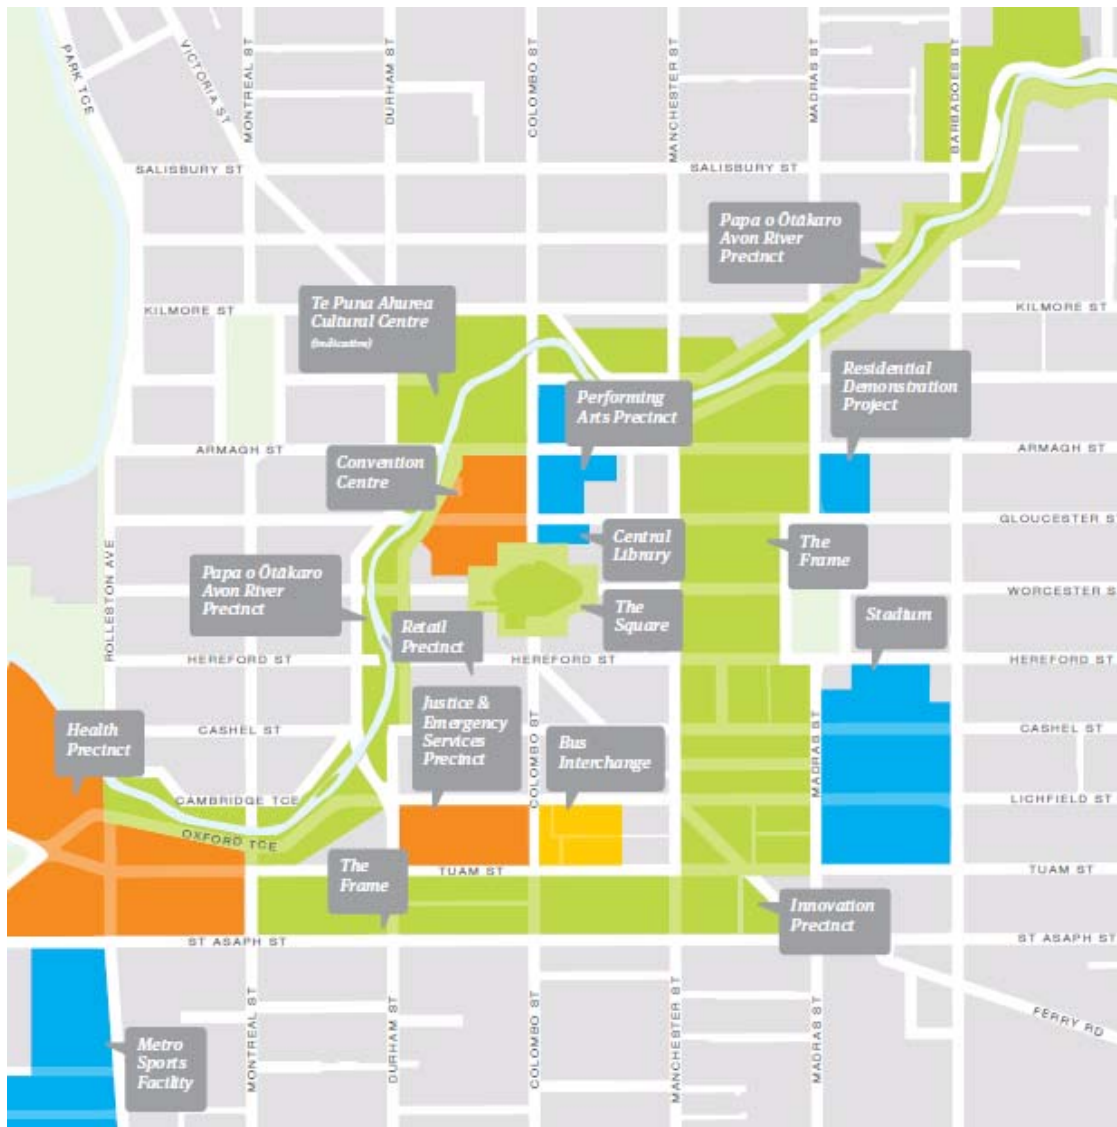 PARK TCE
VICTORIA ST
MONTREAL ST
DURHAM ST
COLOMBO ST
MANCHESTER ST
MADRAS ST
BARBADOES ST
SALISBURY ST
SALISBURY ST
Papa o Ōtākaro
Avon River
Precinct
Te Puna Ahurea
Cultural Centre
(indicative)
KILMORE ST
KILMORE ST
Residential
Demonstration
Project
Performing
Arts Precinct
ARMAGH ST
ARMAGH ST
Convention
Centre
GLOUCESTER S
Central
Library
The
Frame
ROLLESTON AVE
Papa o Ōtākaro
Avon River
Precinct
WORCESTER S
The
Square
Stadium
Retail
Precinct
HEREFORD ST
HEREFORD ST
HEREFORD ST
Health
Precinct
CASHEL ST
Justice &
Emergency
Services
Precinct
COLOMBO ST
Bus
Interchange
MADRAS ST
CASHEL ST
CAMBRIDGE TCE
LICHFIELD ST
OXFORD TCE
The
Frame
TUAM ST
TUAM ST
Innovation
Precinct
ST ASAPH ST
ST ASAPH ST
FERRY RD
Metro
Sports
Facility
MONTREAL ST
DURHAM ST
COLOMBO ST
MANCHESTER ST
MADRAS ST